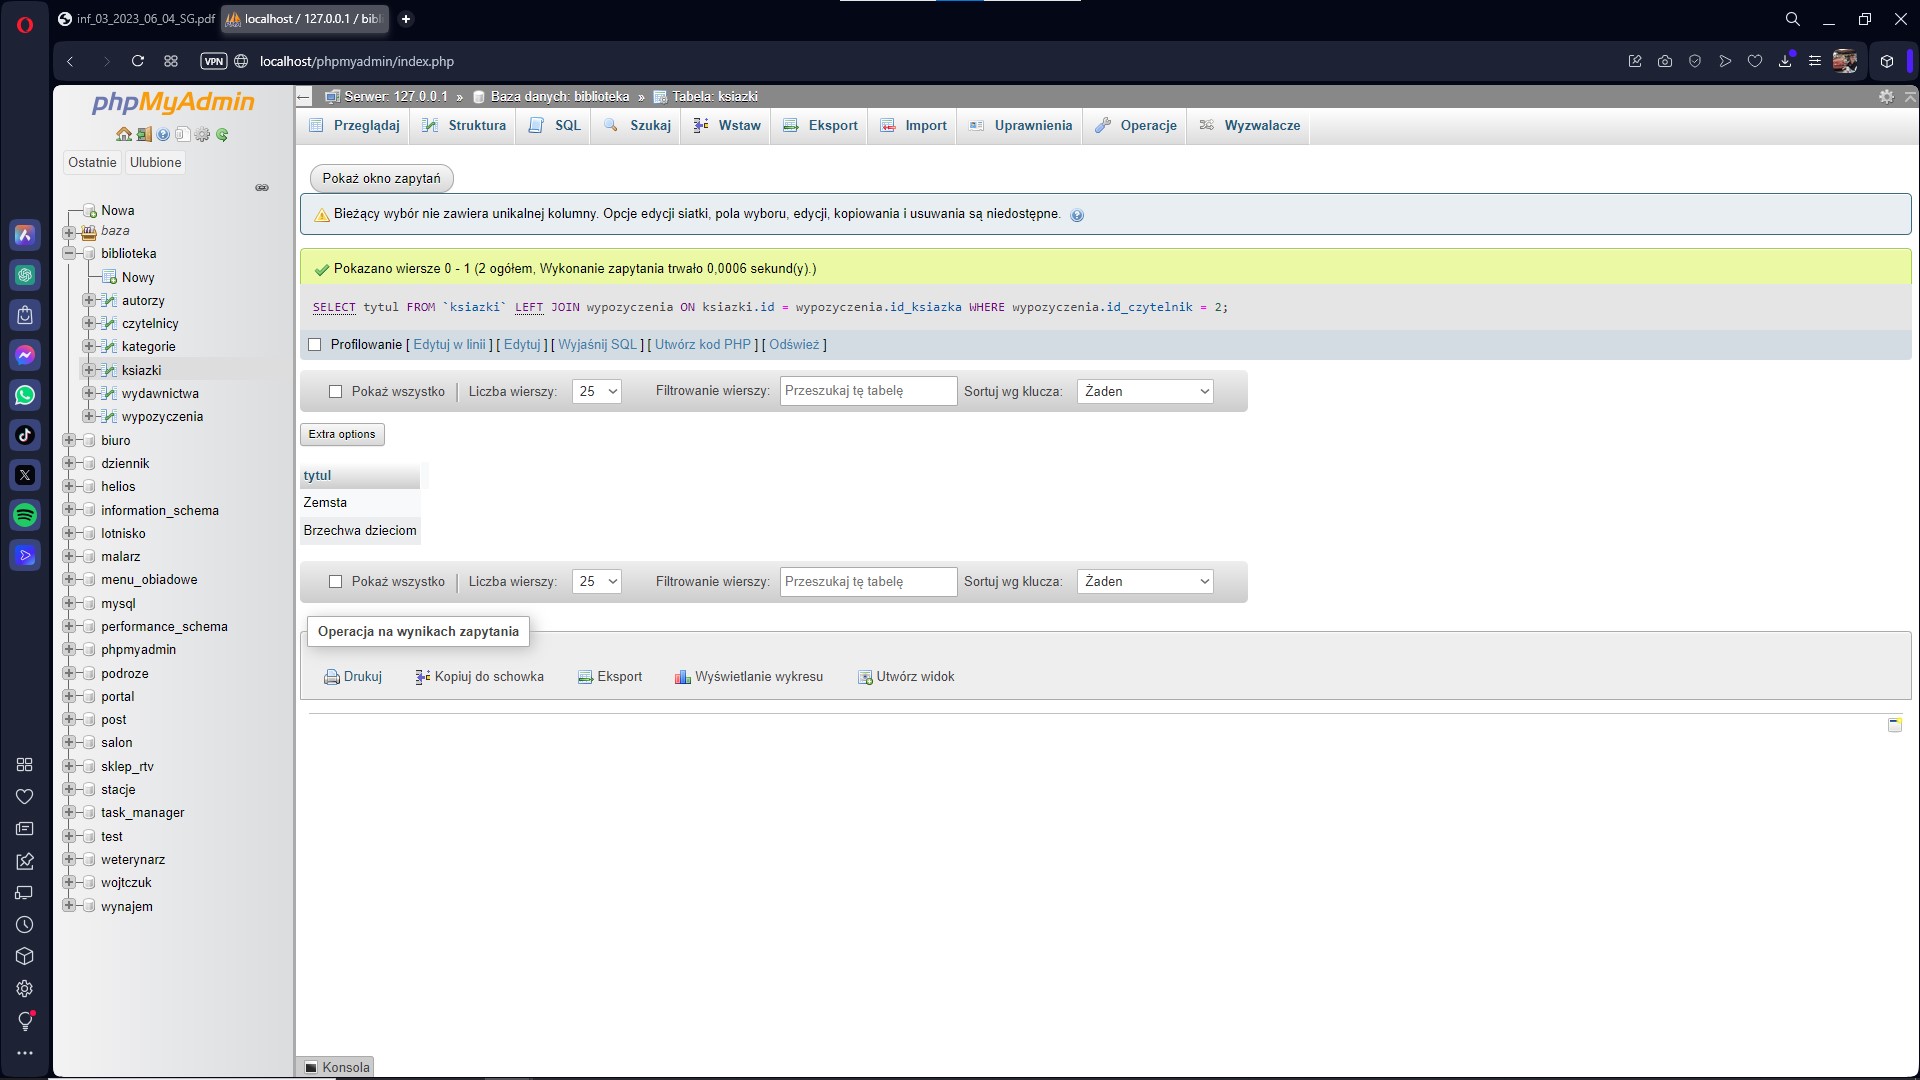 inf_03_2023_06_04_SG.pdf
localhost / 127.0.0.1 / bibl
VPN
localhost/phpmyadmin/index.php
phpMyAdmin
Ostatnie
Ulubione
Nowa
baza
biblioteka
Nowy
autorzy
czytelnicy
kategorie
ksiazki
wydawnictwa
wypozyczenia
biuro
dziennik
helios
information_schema
lotnisko
malarz
menu_obiadowe
mysql
performance_schema
phpmyadmin
podroze
portal
post
salon
sklep_rtv
stacje
task_manager
test
weterynarz
wojtczuk
wynajem
Serwer: 127.0.0.1 » Baza danych: biblioteka » Tabela: ksiazki
Przeglądaj Struktura SQL Szukaj Wstaw Eksport Import Uprawnienia Operacje Wyzwalacze
Pokaż okno zapytań
Bieżący wybór nie zawiera unikalnej kolumny. Opcje edycji siatki, pola wyboru, edycji, kopiowania i usuwania są niedostępne.
Pokazano wiersze 0 - 1 (2 ogółem, Wykonanie zapytania trwało 0,0006 sekund(y).)
SELECT tytul FROM `ksiazki` LEFT JOIN wypozyczenia ON ksiazki.id = wypozyczenia.id_ksiazka WHERE wypozyczenia.id_czytelnik = 2;
Profilowanie [ Edytuj w linii ] [ Edytuj ] [ Wyjaśnij SQL ] [ Utwórz kod PHP ] [ Odśwież ]
Pokaż wszystko Liczba wierszy: 25 Filtrowanie wierszy: Przeszukaj tę tabelę Sortuj wg klucza: Żaden
Extra options
tytul
Zemsta
Brzechwa dzieciom
Pokaż wszystko Liczba wierszy: 25 Filtrowanie wierszy: Przeszukaj tę tabelę Sortuj wg klucza: Żaden
Operacja na wynikach zapytania
Drukuj Kopiuj do schowka Eksport Wyświetlanie wykresu Utwórz widok
Konsola